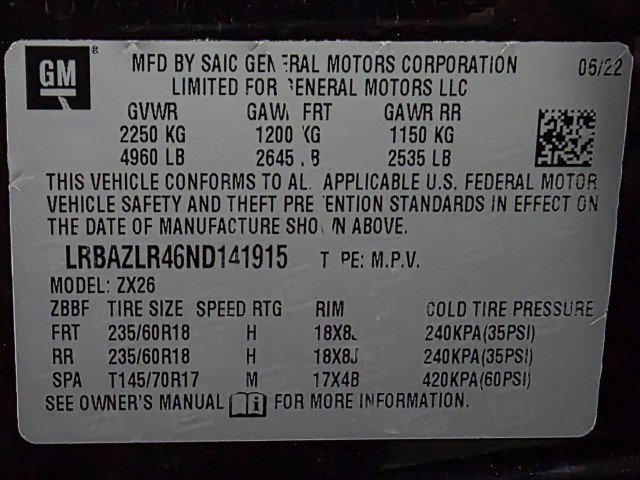 GM ®
MFD BY SAIC GENERAL MOTORS CORPORATION 05/22
LIMITED FOR GENERAL MOTORS LLC
GVWR GAWR FRT GAWR RR
2250 KG 1200 KG 1150 KG
4960 LB 2645 LB 2535 LB
THIS VEHICLE CONFORMS TO ALL APPLICABLE U.S. FEDERAL MOTOR
VEHICLE SAFETY AND THEFT PREVENTION STANDARDS IN EFFECT ON
THE DATE OF MANUFACTURE SHOWN ABOVE.
LRBAZLR46ND141915 TYPE: M.P.V.
MODEL: ZX26
ZBBF TIRE SIZE SPEED RTG RIM COLD TIRE PRESSURE
FRT 235/60R18 H 18X8J 240KPA(35PSI)
RR 235/60R18 H 18X8J 240KPA(35PSI)
SPA T145/70R17 M 17X4B 420KPA(60PSI)
SEE OWNER'S MANUAL i FOR MORE INFORMATION.